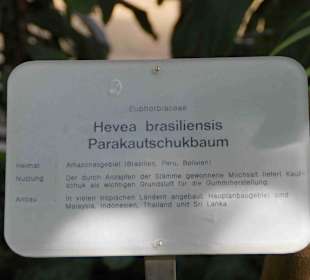 Euphorbiaceae
Hevea brasiliensis
Parakautschukbaum
Heimat: Amazonasgebiet (Brasilien, Peru, Bolivien)
Nutzung: Der durch Anzapfen der Stämme gewonnene Milchsaft liefert Kaut-
schuk als wichtigen Grundstoff für die Gummiherstellung.
Anbau: In vielen tropischen Ländern angebaut, Hauptanbaugebiet sind
Malaysia, Indonesien, Thailand und Sri Lanka